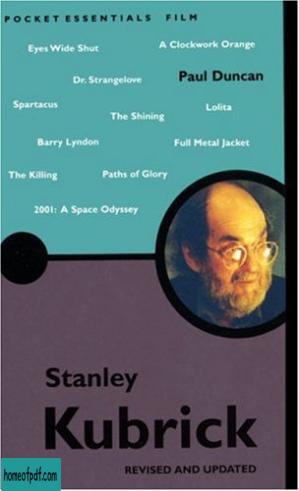 POCKET ESSENTIALS FILM
Eyes Wide Shut
A Clockwork Orange
Dr. Strangelove
Paul Duncan
Spartacus
The Shining
Lolita
Barry Lyndon
Full Metal Jacket
The Killing
Paths of Glory
2001: A Space Odyssey
Stanley
Kubrick
REVISED AND UPDATED
homeofpdf.com